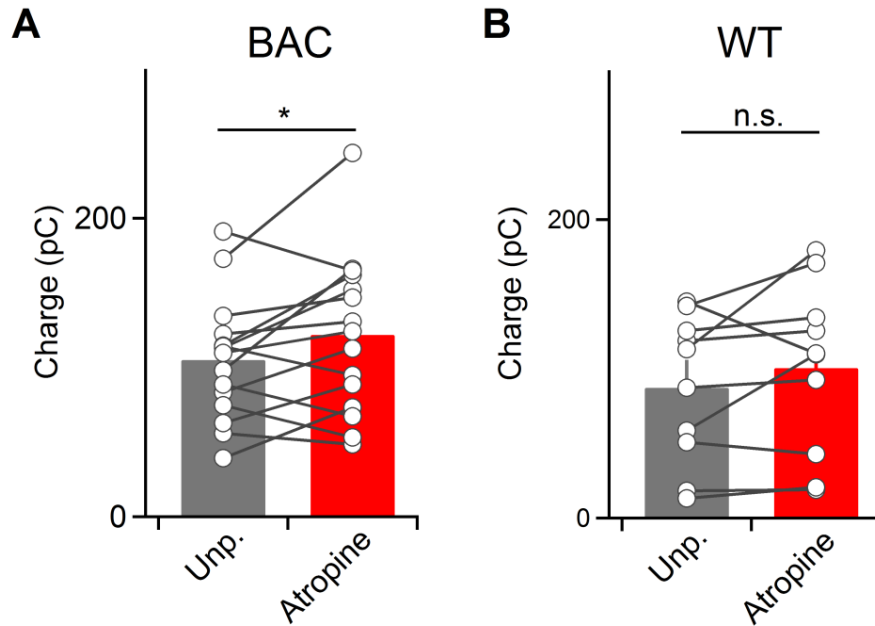 A
BAC
*
Charge (pC)
200
0
Unp.
Atropine
B
WT
n.s.
Charge (pC)
200
0
Unp.
Atropine